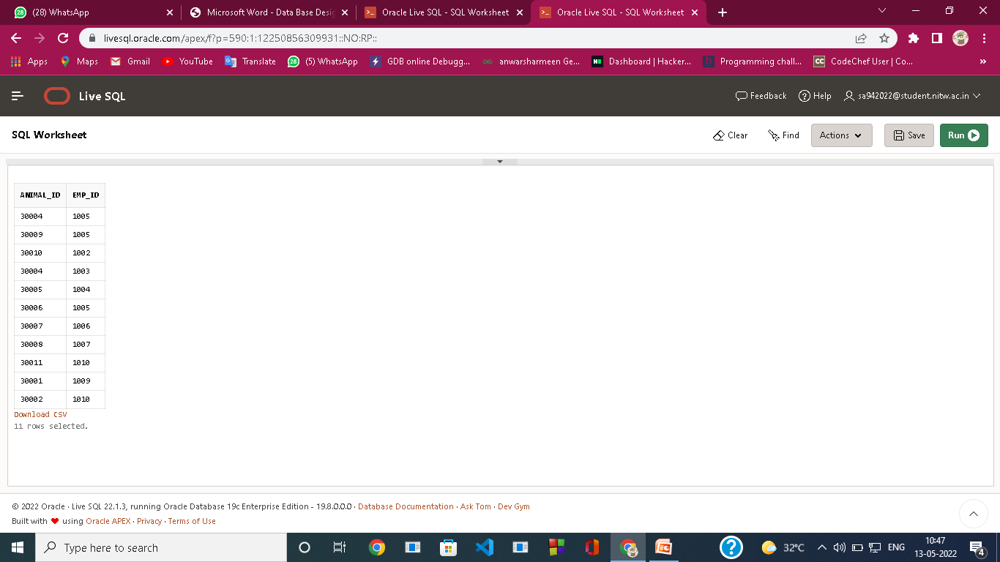 (28) WhatsApp
Microsoft Word - Data Base Desig
Oracle Live SQL - SQL Worksheet
Oracle Live SQL - SQL Worksheet
livesql.oracle.com/apex/f?p=590:1:12250856309931::NO:RP::
Apps
Maps
Gmail
YouTube
Translate
(5) WhatsApp
GDB online Debugg...
anwarsharmeen Ge...
Dashboard | Hacker...
Programming chall...
CodeChef User | Co...
Live SQL
Feedback
Help
sa942022@student.nitw.ac.in
SQL Worksheet
Clear
Find
Actions
Save
Run
ANIMAL_ID EMP_ID
30004 1005
30009 1005
30010 1002
30004 1003
30005 1004
30006 1005
30007 1006
30008 1007
30011 1010
30001 1009
30002 1010
Download CSV
11 rows selected.
© 2022 Oracle · Live SQL 22.1.3, running Oracle Database 19c Enterprise Edition - 19.8.0.0.0 · Database Documentation · Ask Tom · Dev Gym
Built with ❤ using Oracle APEX · Privacy · Terms of Use
Type here to search
32°C
ENG
10:47
13-05-2022
4